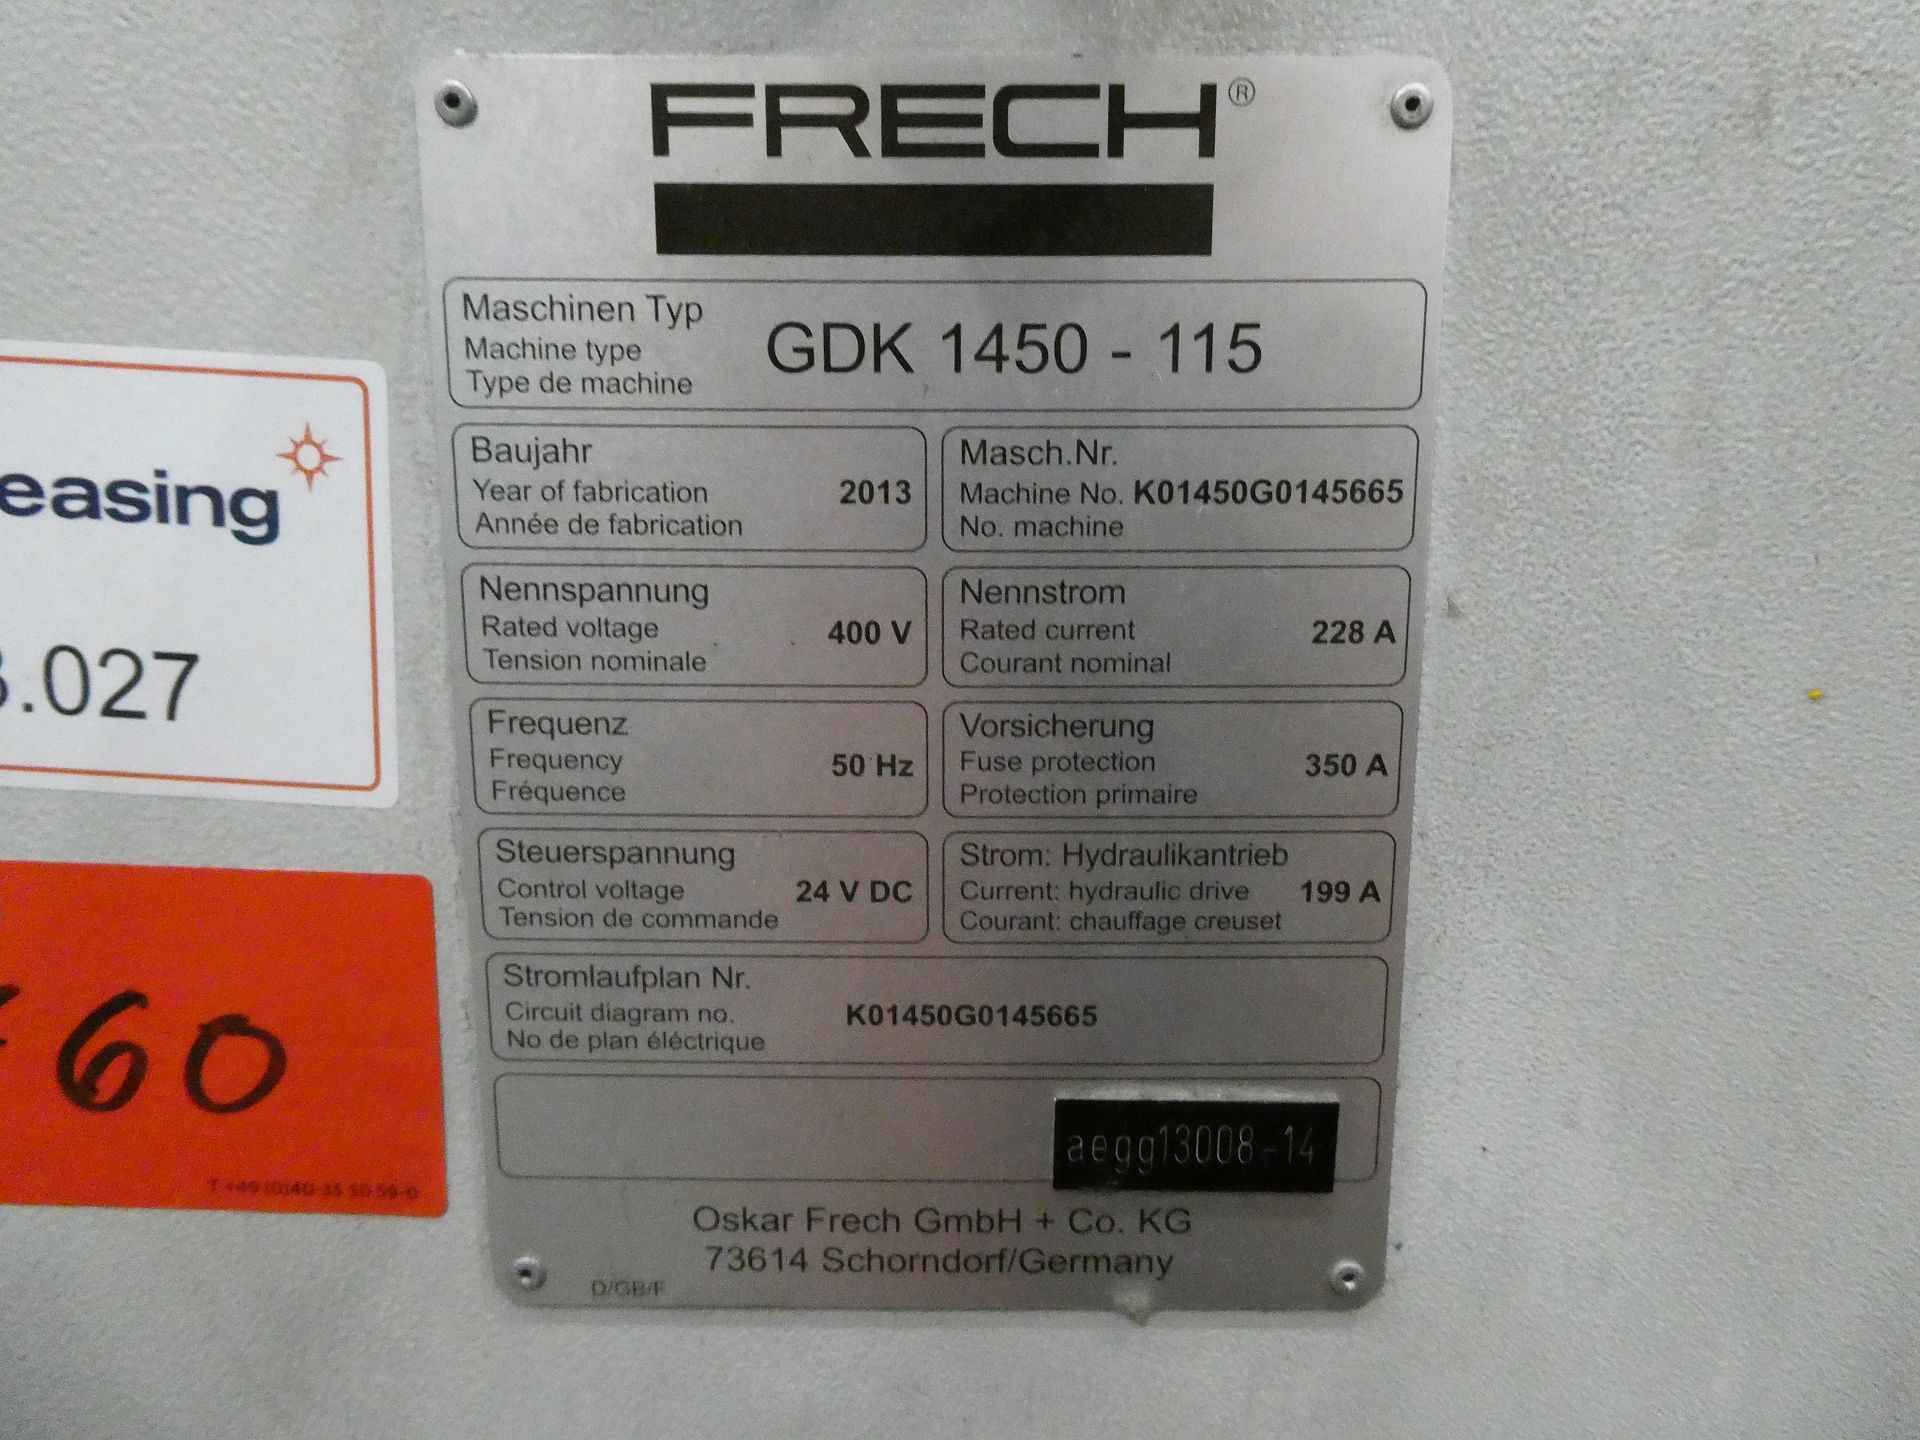 FRECH®
Maschinen Typ
Machine type
Type de machine
GDK 1450 - 115
Baujahr
Year of fabrication 2013
Année de fabrication
Masch.Nr.
Machine No. K01450G0145665
No. machine
Nennspannung
Rated voltage 400 V
Tension nominale
Nennstrom
Rated current 228 A
Courant nominal
Frequenz
Frequency 50 Hz
Fréquence
Vorsicherung
Fuse protection 350 A
Protection primaire
Steuerspannung
Control voltage 24 V DC
Tension de commande
Strom: Hydraulikantrieb
Current: hydraulic drive 199 A
Courant: chauffage creuset
Stromlaufplan Nr.
Circuit diagram no. K01450G0145665
No de plan éléctrique
aegg13008-14
Oskar Frech GmbH + Co. KG
73614 Schorndorf/Germany
D/GB/F
easing
.027
60